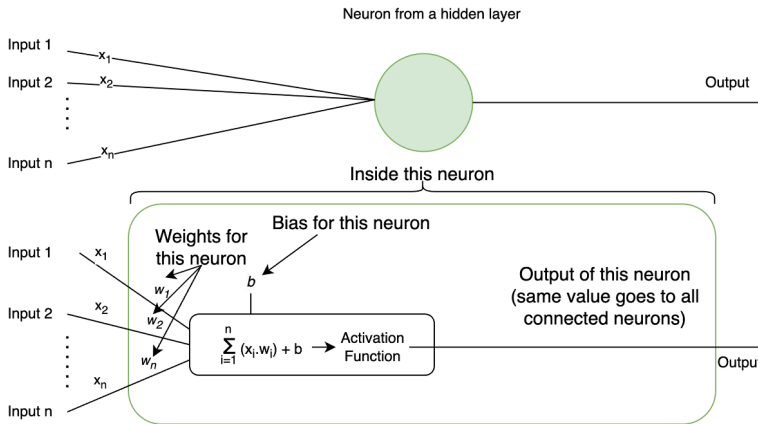 Neuron from a hidden layer
Input 1
x1
Input 2
x2
Output
Input n
xn
Inside this neuron
Weights for
this neuron
Bias for this neuron
Input 1
x1
w1
b
Output of this neuron
(same value goes to all
connected neurons)
Input 2
x2
w2
n
∑ (xi.wi) + b
i=1
Activation
Function
wn
Output
xn
Input n